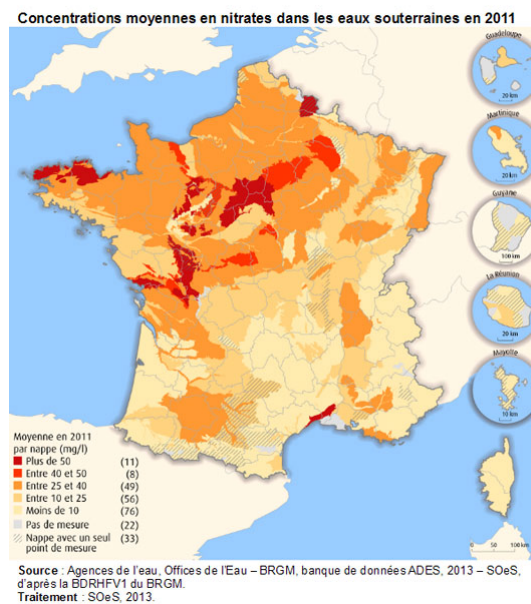 Concentrations moyennes en nitrates dans les eaux souterraines en 2011
Guadeloupe
20 km
Martinique
20 km
Guyane
100 km
La Réunion
20 km
Mayotte
10 km
Moyenne en 2011
par nappe (mg/l)
Plus de 50 (11)
Entre 40 et 50 (8)
Entre 25 et 40 (49)
Entre 10 et 25 (56)
Moins de 10 (76)
Pas de mesure (22)
Nappe avec un seul (33)
point de mesure
0 50 100 km
Source : Agences de l'eau, Offices de l'Eau – BRGM, banque de données ADES, 2013 – SOeS,
d'après la BDRHFV1 du BRGM.
Traitement : SOeS, 2013.